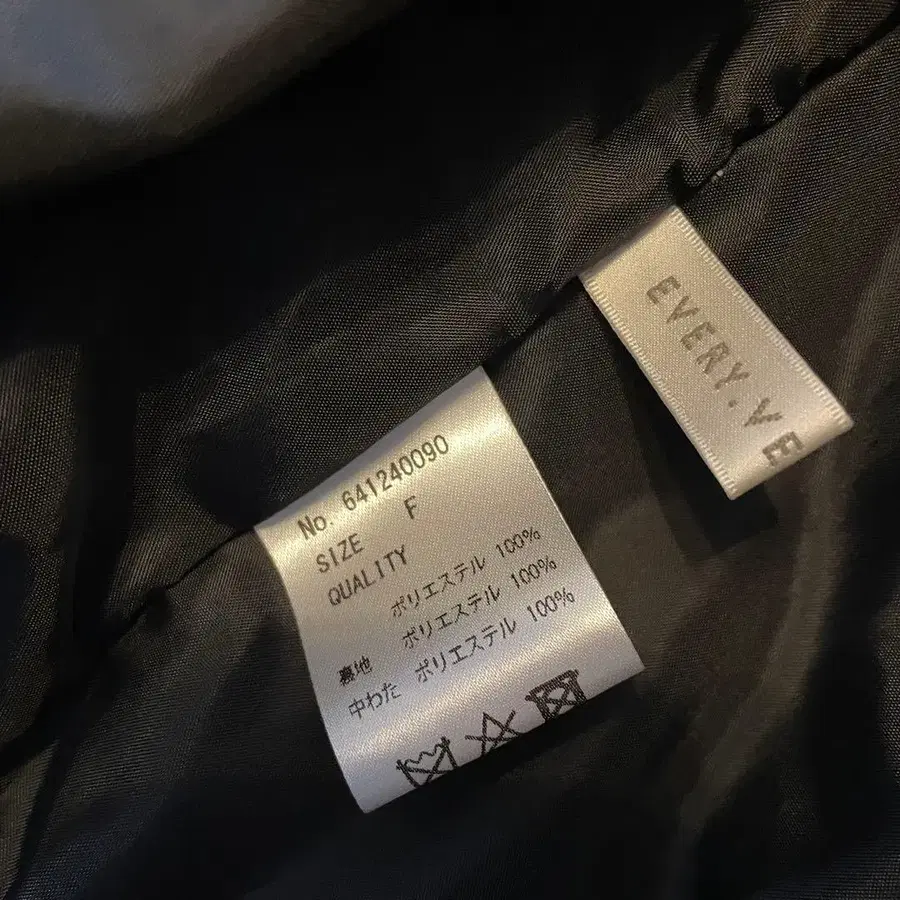 EVERY.VE
No. 641240090
SIZE F
QUALITY
ポリエステル 100%
裏地 ポリエステル 100%
中わた ポリエステル 100%